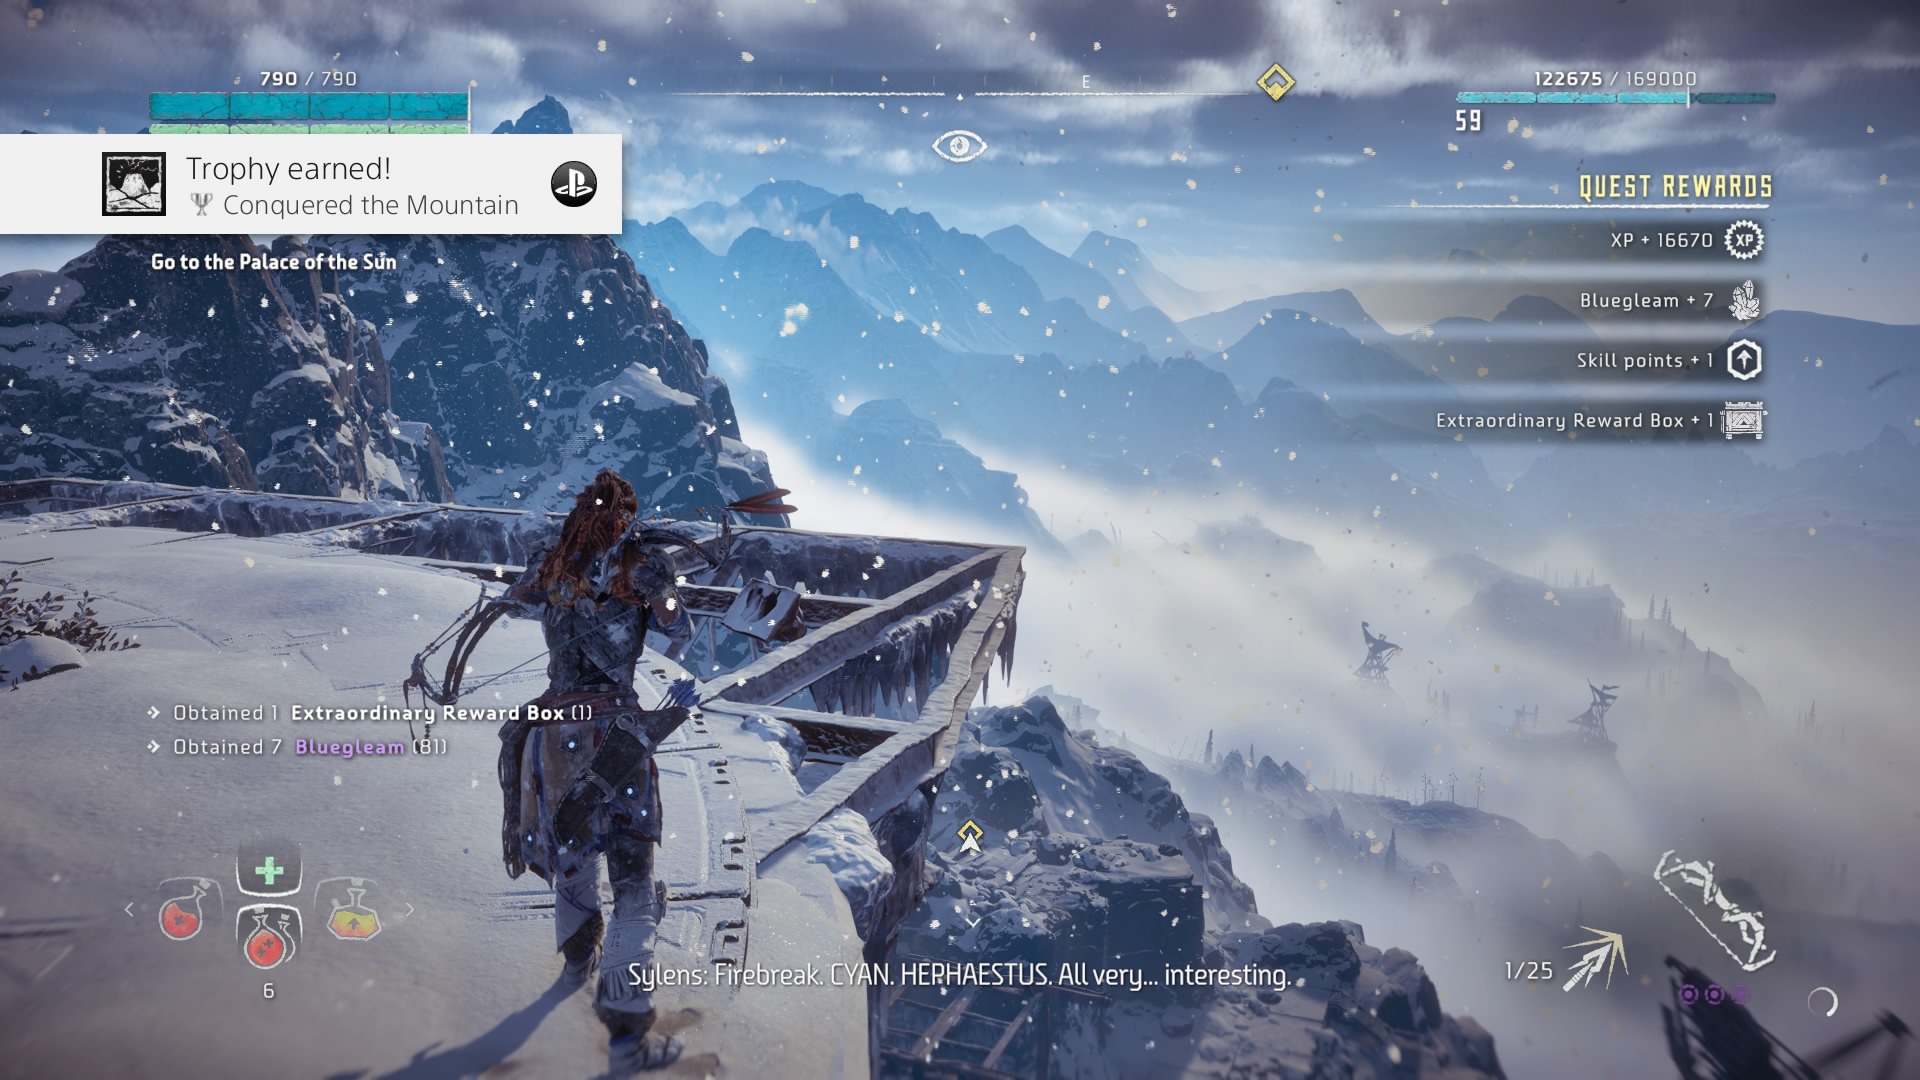 790 / 790
E
122675 / 169000
59
Trophy earned!
Conquered the Mountain
Go to the Palace of the Sun
QUEST REWARDS
XP + 16670
XP
Bluegleam + 7
Skill points + 1
Extraordinary Reward Box + 1
Obtained 1 Extraordinary Reward Box (1)
Obtained 7 Bluegleam (81)
6
Sylens: Firebreak. CYAN. HEPHAESTUS. All very... interesting.
1/25